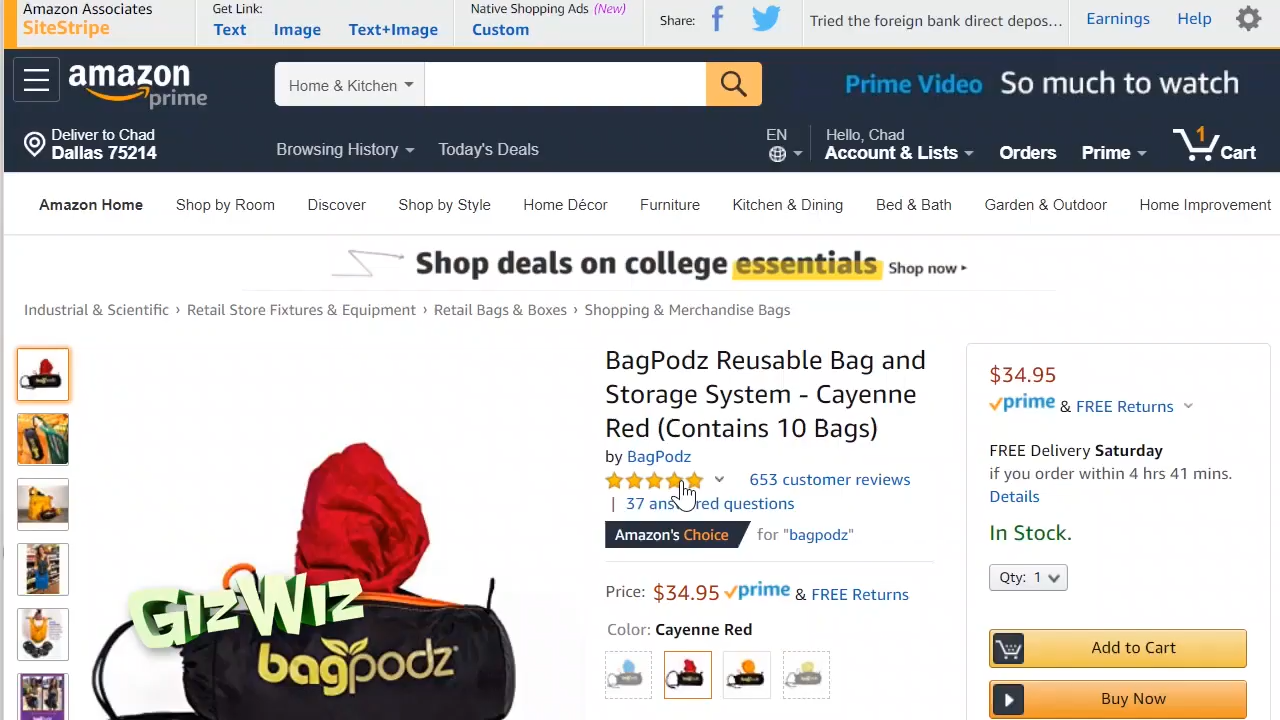 Amazon Associates
SiteStripe
Get Link:
Text Image Text+Image
Native Shopping Ads (New)
Custom
Share:
Tried the foreign bank direct depos...
Earnings Help
amazon
prime
Home & Kitchen
Prime Video So much to watch
Deliver to Chad
Dallas 75214
Browsing History Today's Deals
EN
Hello, Chad
Account & Lists
Orders
Prime
1
Cart
Amazon Home Shop by Room Discover Shop by Style Home Décor Furniture Kitchen & Dining Bed & Bath Garden & Outdoor Home Improvement
Shop deals on college essentials Shop now
Industrial & Scientific › Retail Store Fixtures & Equipment › Retail Bags & Boxes › Shopping & Merchandise Bags
BagPodz Reusable Bag and
Storage System - Cayenne
Red (Contains 10 Bags)
by BagPodz
653 customer reviews
| 37 answered questions
Amazon's Choice for "bagpodz"
Price: $34.95 prime & FREE Returns
Color: Cayenne Red
$34.95
prime & FREE Returns
FREE Delivery Saturday
if you order within 4 hrs 41 mins.
Details
In Stock.
Qty: 1
Add to Cart
Buy Now
GizWiz
bagpodz